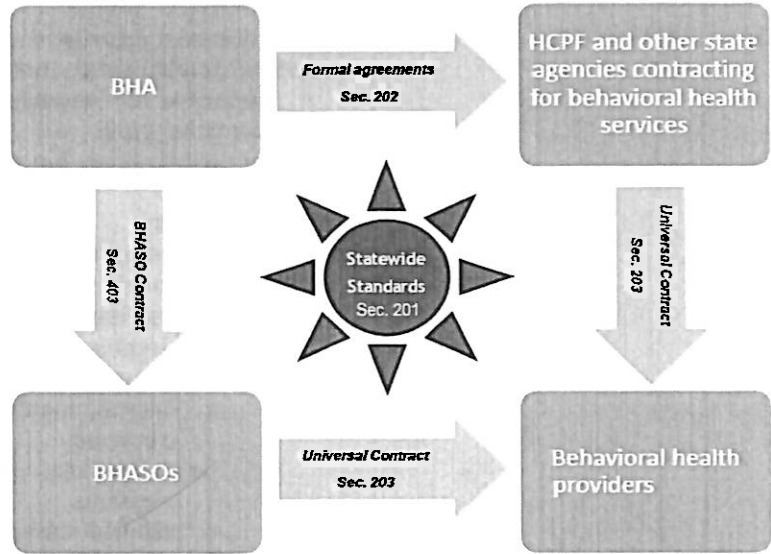 BHA
Formal agreements
Sec. 202
HCPF and other state
agencies contracting
for behavioral health
services
BHASO Contract
Sec. 403
Statewide
Standards
Sec. 201
Universal Contract
Sec. 203
BHASOs
Universal Contract
Sec. 203
Behavioral health
providers